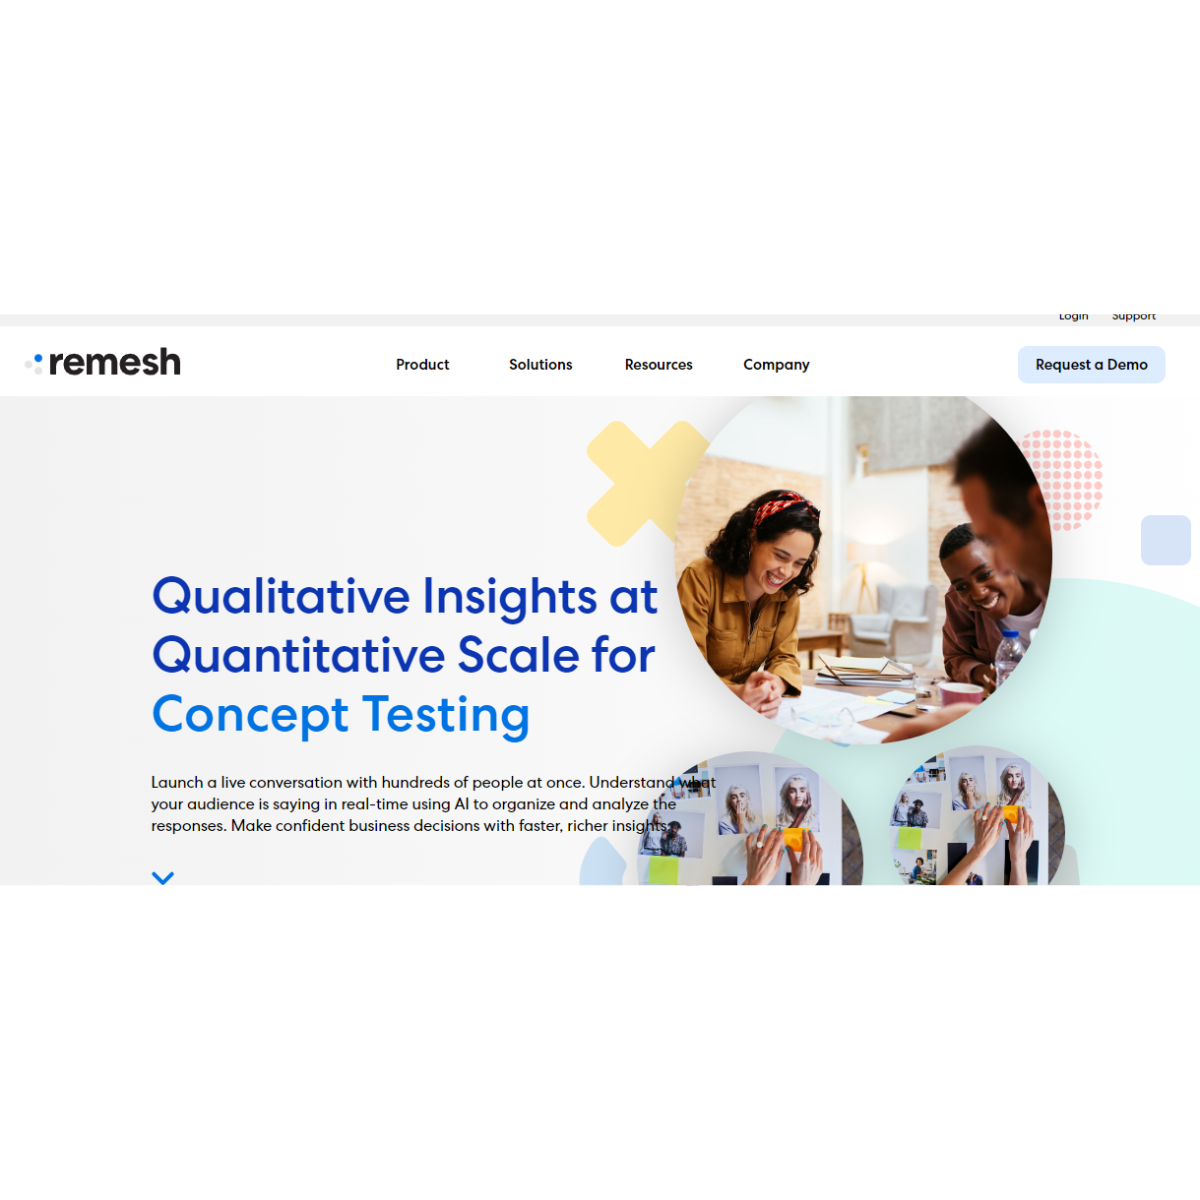 Login Support
remesh Product Solutions Resources Company Request a Demo
Qualitative Insights at
Quantitative Scale for
Concept Testing
Launch a live conversation with hundreds of people at once. Understand what
your audience is saying in real-time using AI to organize and analyze the
responses. Make confident business decisions with faster, richer insights.